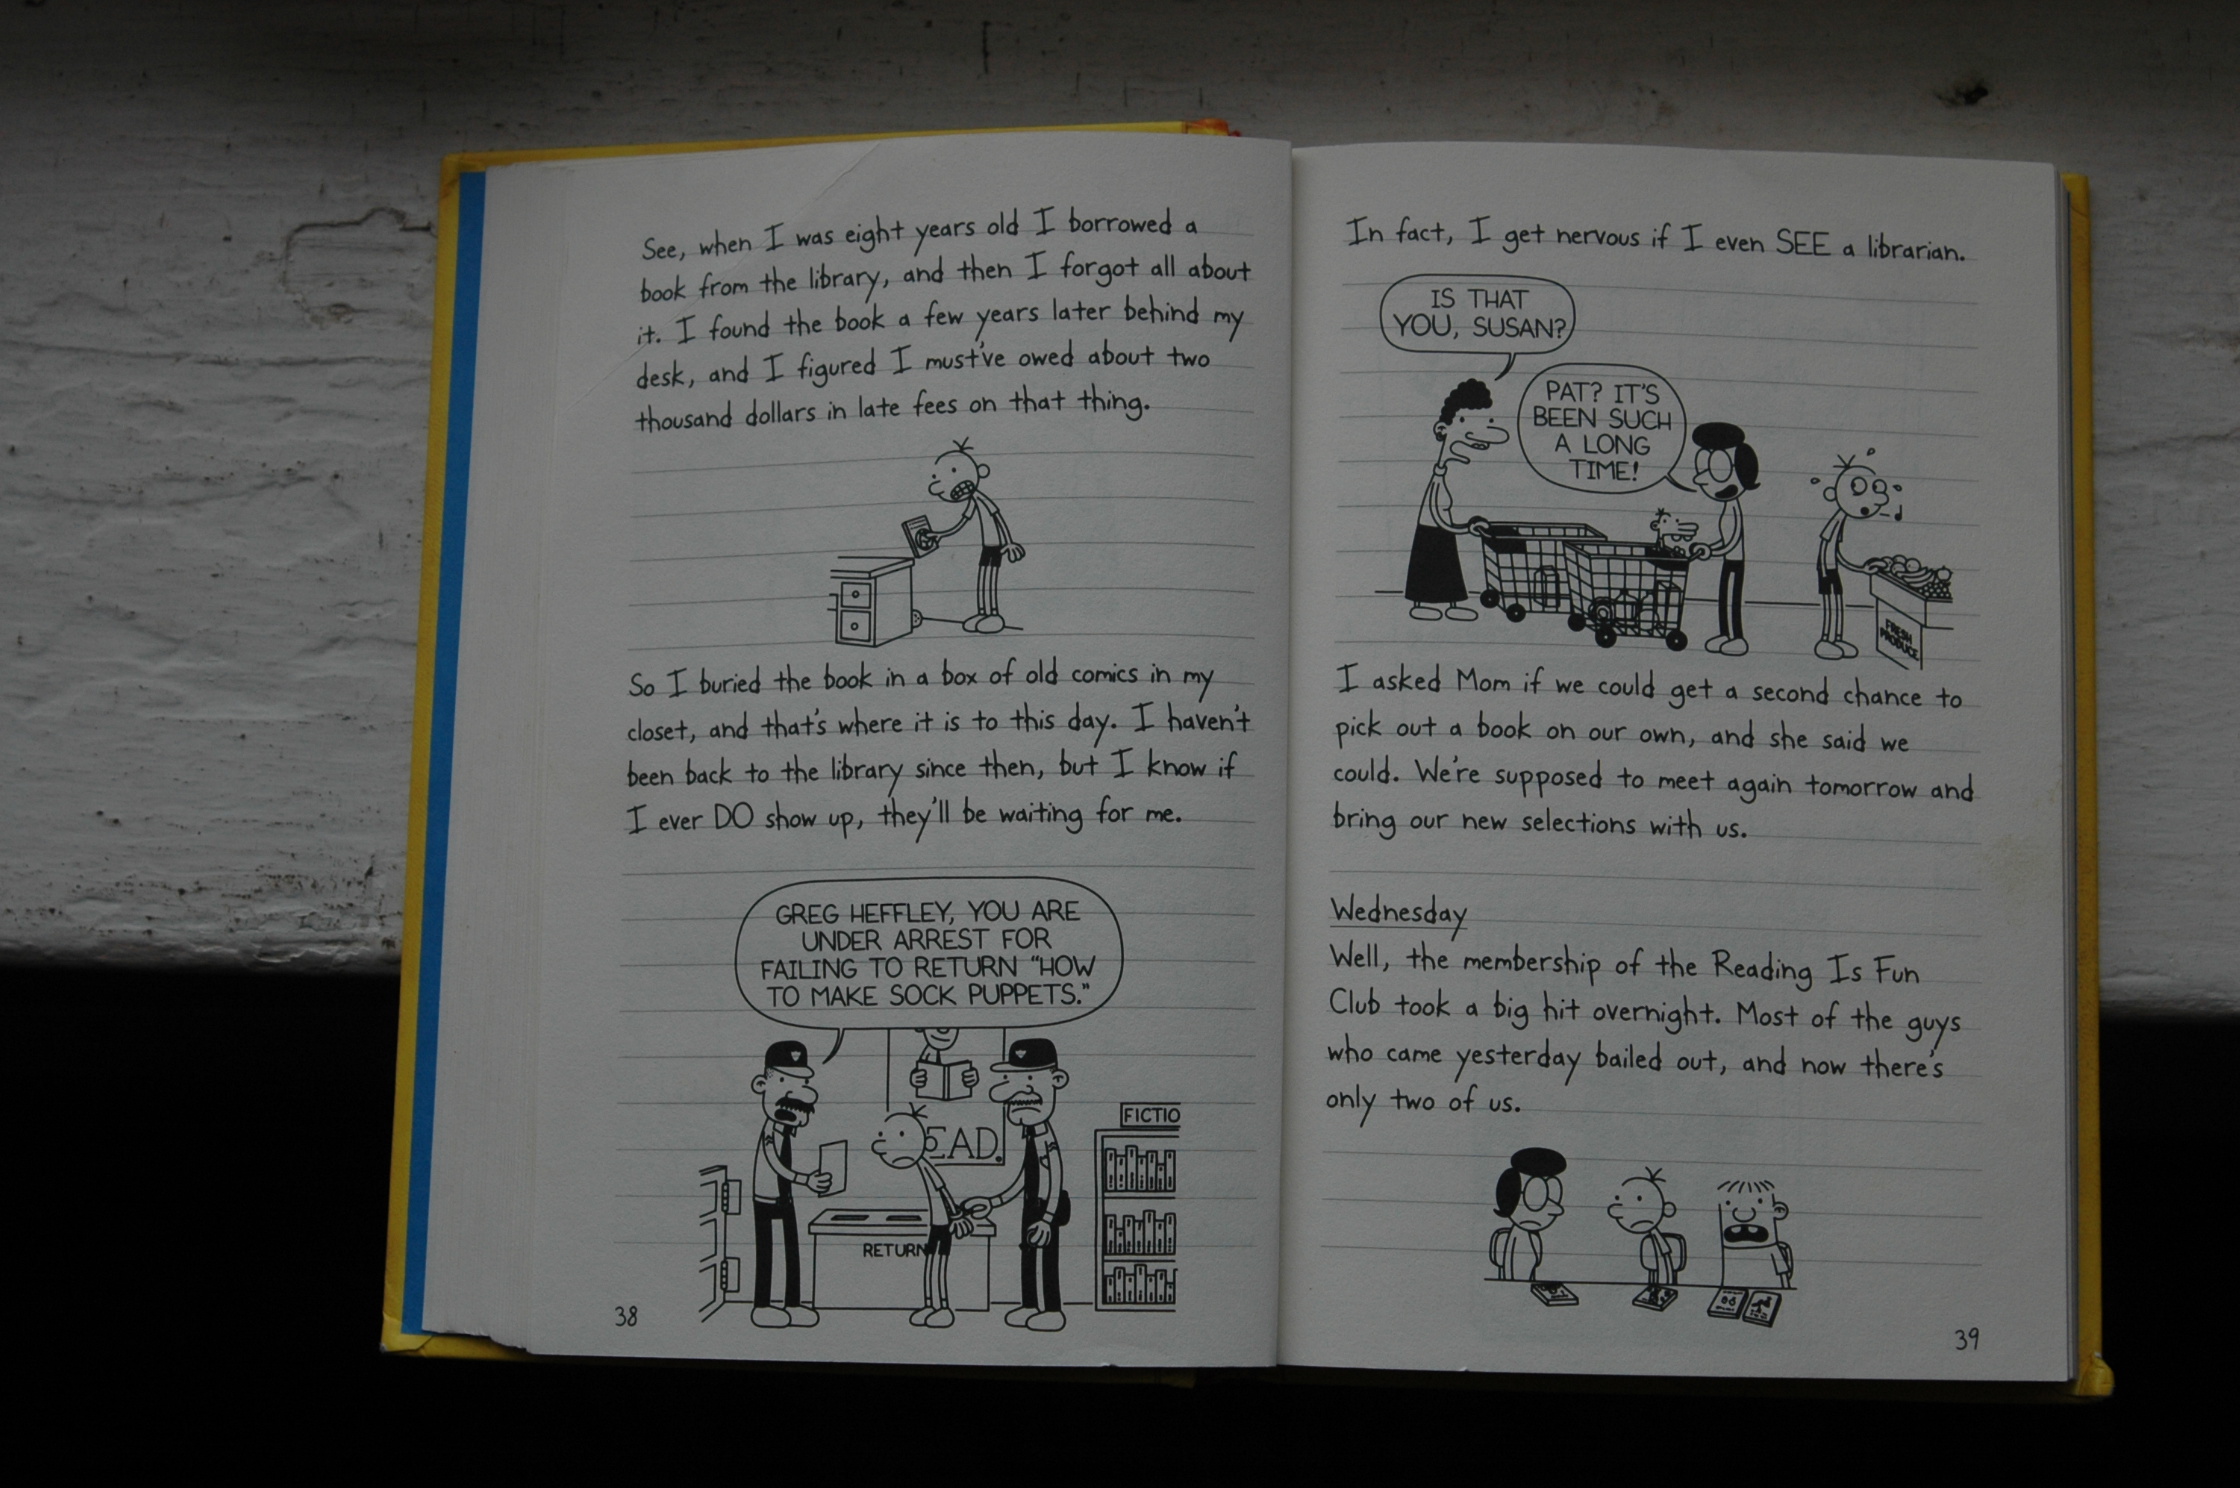 See, when I was eight years old I borrowed a
book from the library, and then I forgot all about
it. I found the book a few years later behind my
desk, and I figured I must've owed about two
thousand dollars in late fees on that thing.
So I buried the book in a box of old comics in my
closet, and that's where it is to this day. I haven't
been back to the library since then, but I know if
I ever DO show up, they'll be waiting for me.
GREG HEFFLEY, YOU ARE
UNDER ARREST FOR
FAILING TO RETURN "HOW
TO MAKE SOCK PUPPETS."
EAD.
FICTIO
RETURN
38
In fact, I get nervous if I even SEE a librarian.
IS THAT
YOU, SUSAN?
PAT? IT'S
BEEN SUCH
A LONG
TIME!
FRESH
PRODUCE
I asked Mom if we could get a second chance to
pick out a book on our own, and she said we
could. We're supposed to meet again tomorrow and
bring our new selections with us.
Wednesday
Well, the membership of the Reading Is Fun
Club took a big hit overnight. Most of the guys
who came yesterday bailed out, and now there's
only two of us.
39